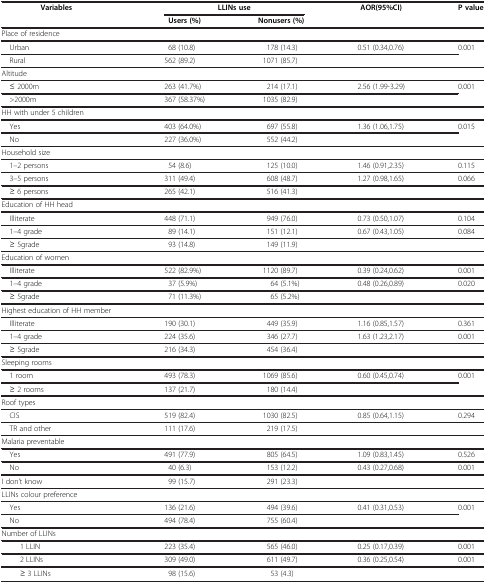 Variables LLINs use AOR(95%CI) P value
Users (%) Nonusers (%)
Place of residence
Urban 68 (10.8) 178 (14.3) 0.51 (0.34,0.76) 0.001
Rural 562 (89.2) 1071 (85.7)
Altitude
≤ 2000m 263 (41.7%) 214 (17.1) 2.56 (1.99-3.29) 0.001
>2000m 367 (58.37%) 1035 (82.9)
HH with under 5 children
Yes 403 (64.0%) 697 (55.8) 1.36 (1.06,1.75) 0.015
No 227 (36.0%) 552 (44.2)
Household size
1–2 persons 54 (8.6) 125 (10.0) 1.46 (0.91,2.35) 0.115
3–5 persons 311 (49.4) 608 (48.7) 1.27 (0.98,1.65) 0.066
≥ 6 persons 265 (42.1) 516 (41.3)
Education of HH head
Illiterate 448 (71.1) 949 (76.0) 0.73 (0.50,1.07) 0.104
1–4 grade 89 (14.1) 151 (12.1) 0.67 (0.43,1.05) 0.084
≥ 5grade 93 (14.8) 149 (11.9)
Education of women
Illiterate 522 (82.9%) 1120 (89.7) 0.39 (0.24,0.62) 0.001
1–4 grade 37 (5.9%) 64 (5.1%) 0.48 (0.26,0.89) 0.020
≥ 5grade 71 (11.3%) 65 (5.2%)
Highest education of HH member
Illiterate 190 (30.1) 449 (35.9) 1.16 (0.85,1.57) 0.361
1–4 grade 224 (35.6) 346 (27.7) 1.63 (1.23,2.17) 0.001
≥ 5grade 216 (34.3) 454 (36.4)
Sleeping rooms
1 room 493 (78.3) 1069 (85.6) 0.60 (0.45,0.74) 0.001
≥ 2 rooms 137 (21.7) 180 (14.4)
Roof types
CIS 519 (82.4) 1030 (82.5) 0.85 (0.64,1.15) 0.294
TR and other 111 (17.6) 219 (17.5)
Malaria preventable
Yes 491 (77.9) 805 (64.5) 1.09 (0.83,1.45) 0.526
No 40 (6.3) 153 (12.2) 0.43 (0.27,0.68) 0.001
I don't know 99 (15.7) 291 (23.3)
LLINs colour preference
Yes 136 (21.6) 494 (39.6) 0.41 (0.31,0.53) 0.001
No 494 (78.4) 755 (60.4)
Number of LLINs
1 LLIN 223 (35.4) 565 (46.0) 0.25 (0.17,0.39) 0.001
2 LLINs 309 (49.0) 611 (49.7) 0.36 (0.25,0.54) 0.001
≥ 3 LLINs 98 (15.6) 53 (4.3)